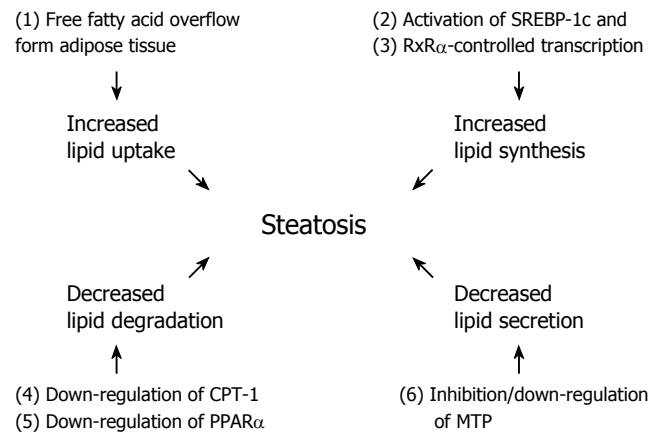 (1) Free fatty acid overflow
form adipose tissue
(2) Activation of SREBP-1c and
(3) RxRα-controlled transcription
Increased
lipid uptake
Increased
lipid synthesis
Steatosis
Decreased
lipid degradation
Decreased
lipid secretion
(4) Down-regulation of CPT-1
(5) Down-regulation of PPARα
(6) Inhibition/down-regulation
of MTP